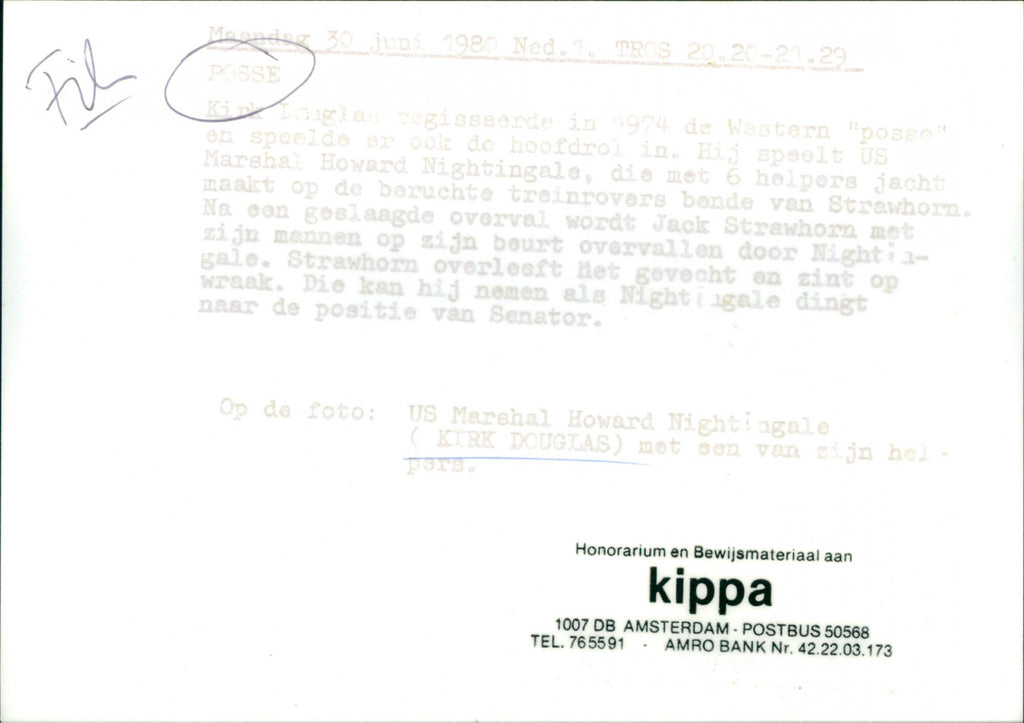 Maandag 30 juni 1980 Ned.1. TROS 20.20-21.29
POSSE
Kirk Douglas regisseerde in 1974 de Western "posse"
en speelde er ook de hoofdrol in. Hij speelt US
Marshal Howard Nightingale, die met 6 helpers jacht
maakt op de beruchte treinrovers bende van Strawhorn.
Na een geslaagde overval wordt Jack Strawhorn met
zijn mannen op zijn beurt overvallen door Nightin-
gale. Strawhorn overleeft Het gevecht en zint op
wraak. Die kan hij nemen als Nightingale dingt
naar de positie van Senator.
Op de foto: US Marshal Howard Nightingale
( KIRK DOUGLAS) met een van zijn hel-
pers.
Honorarium en Bewijsmateriaal aan
kippa
1007 DB AMSTERDAM - POSTBUS 50568
TEL. 765591 - AMRO BANK Nr. 42.22.03.173